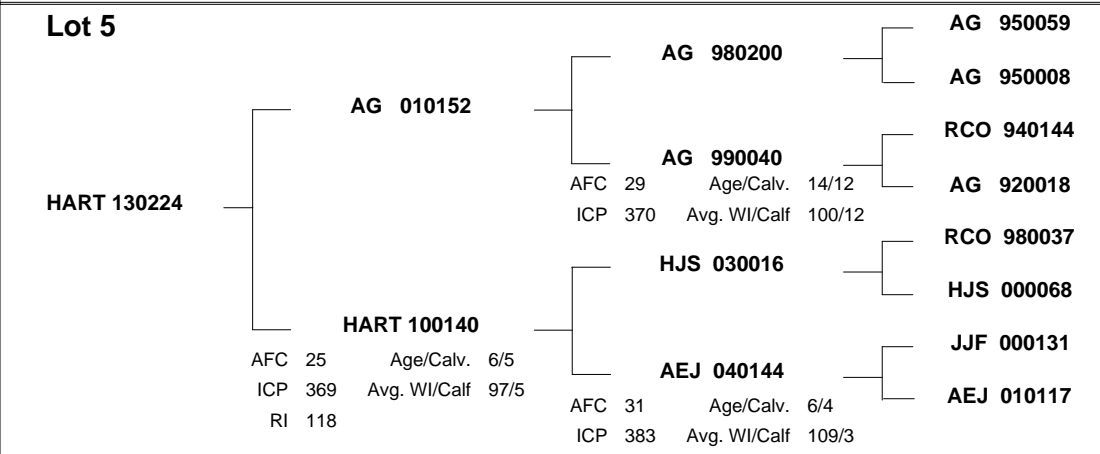 Lot 5
AG 950059
AG 980200
AG 950008
AG 010152
RCO 940144
AG 990040
AFC 29 Age/Calv. 14/12
AG 920018
HART 130224
ICP 370 Avg. WI/Calf 100/12
RCO 980037
HJS 030016
HJS 000068
HART 100140
JJF 000131
AFC 25 Age/Calv. 6/5
AEJ 040144
ICP 369 Avg. WI/Calf 97/5
AEJ 010117
AFC 31 Age/Calv. 6/4
RI 118
ICP 383 Avg. WI/Calf 109/3